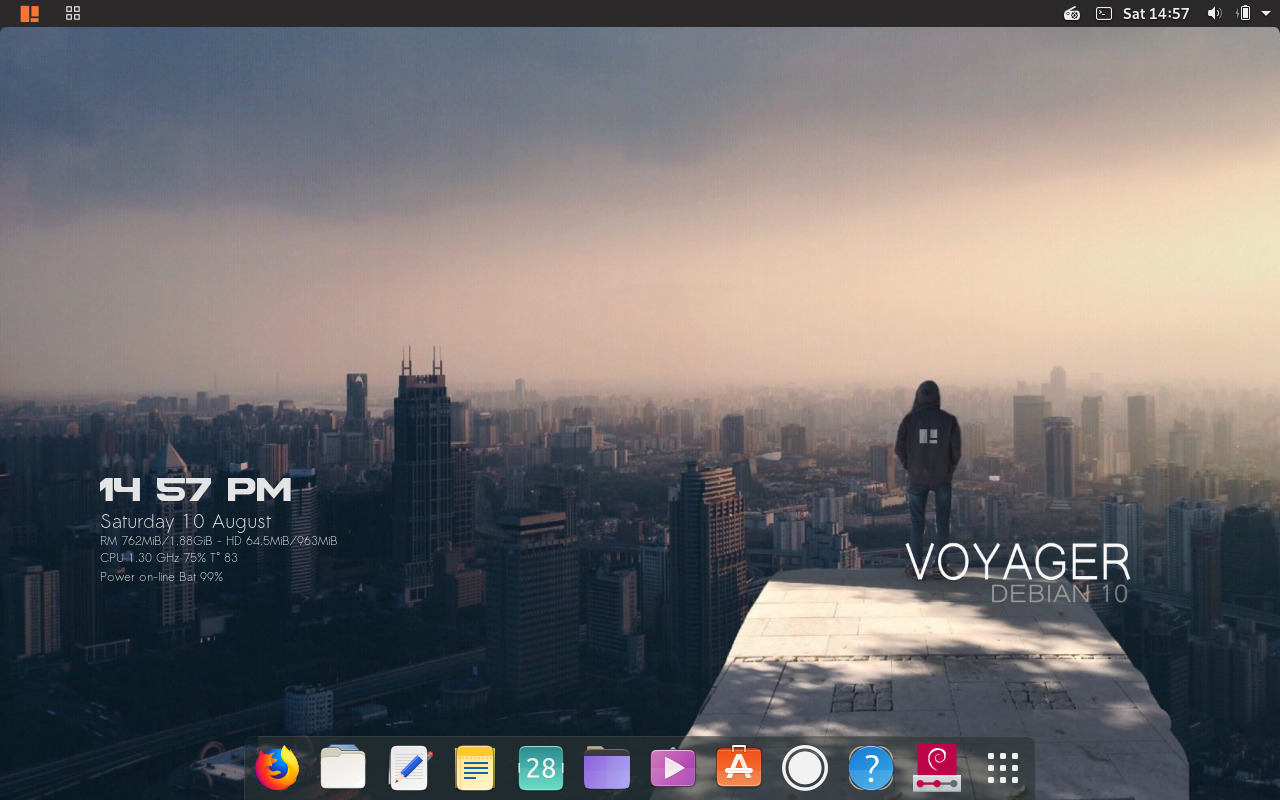 Sat 14:57
14 57 PM
Saturday 10 August
RM 762MiB/1.88GiB - HD 64.5MiB/963MiB
CPU 1.30 GHz 75% T° 83
Power on-line Bat 99%
VOYAGER
DEBIAN 10
28
?